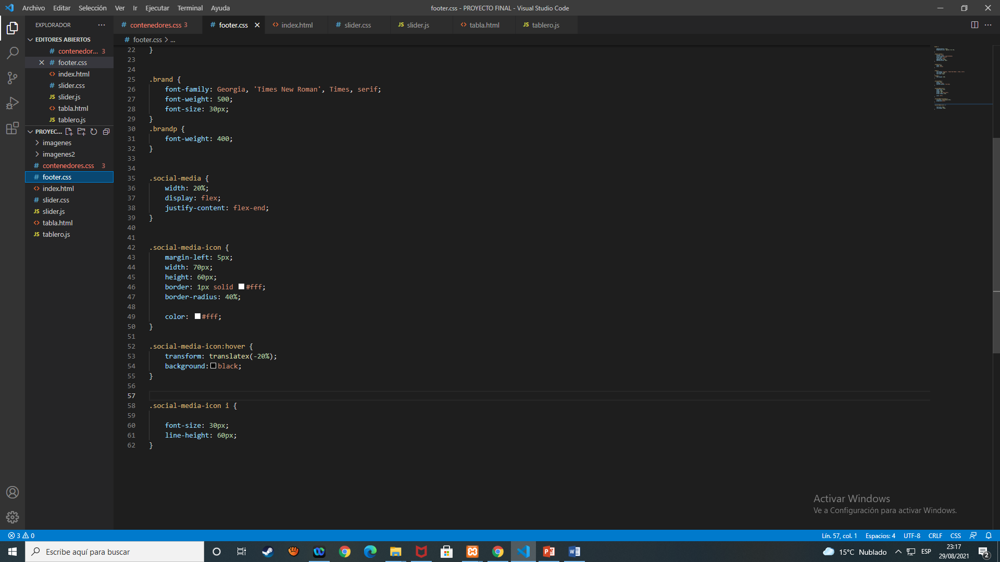 Archivo Editar Selección Ver Ir Ejecutar Terminal Ayuda
footer.css - PROYECTO FINAL - Visual Studio Code
EXPLORADOR
EDITORES ABIERTOS
# contenedor... 3
# footer.css
<> index.html
# slider.css
JS slider.js
<> tabla.html
JS tablero.js
PROYEC...
imagenes
imagenes2
# contenedores.css 3
# footer.css
<> index.html
# slider.css
JS slider.js
<> tabla.html
JS tablero.js
# contenedores.css 3 # footer.css <> index.html # slider.css JS slider.js <> tabla.html JS tablero.js
# footer.css > ...
22 }
23
24
25 .brand {
26 font-family: Georgia, 'Times New Roman', Times, serif;
27 font-weight: 500;
28 font-size: 30px;
29 }
30 .brandp {
31 font-weight: 400;
32 }
33
34
35 .social-media {
36 width: 20%;
37 display: flex;
38 justify-content: flex-end;
39 }
40
41
42 .social-media-icon {
43 margin-left: 5px;
44 width: 70px;
45 height: 60px;
46 border: 1px solid #fff;
47 border-radius: 40%;
48
49 color: #fff;
50 }
51
52 .social-media-icon:hover {
53 transform: translatex(-20%);
54 background: black;
55 }
56
57
58 .social-media-icon i {
59
60 font-size: 30px;
61 line-height: 60px;
62 }
Activar Windows
Ve a Configuración para activar Windows.
3 0
Lín. 57, col. 1 Espacios: 4 UTF-8 CRLF CSS
Escribe aquí para buscar
15°C Nublado
ESP
23:17
29/08/2021
2